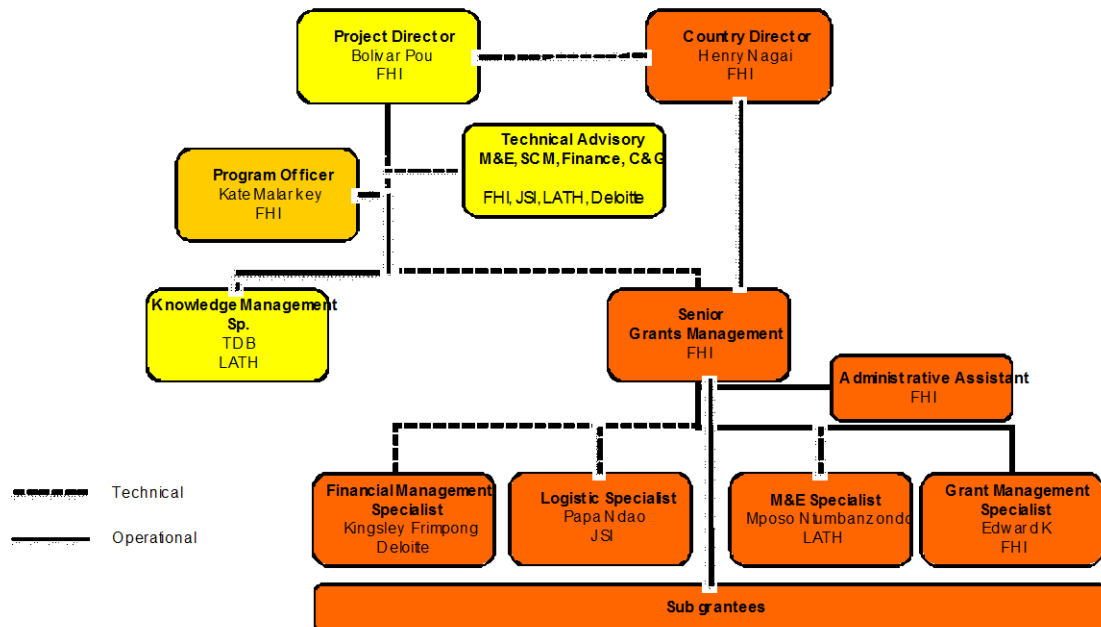 Project Director
Bolivar Pou
FHI
Country Director
Henry Nagai
FHI
Technical Advisory
M&E, SCM, Finance, C&G
FHI, JSI, LATH, Deloitte
Program Officer
Kate Malarkey
FHI
Knowledge Management
Sp.
TDB
LATH
Senior
Grants Management
FHI
Administrative Assistant
FHI
Financial Management
Specialist
Kingsley Frimpong
Deloitte
Logistic Specialist
Papa Ndao
JSI
M&E Specialist
Mposo Ntumbanzondo
LATH
Grant Management
Specialist
Edward K
FHI
Technical
Operational
Sub grantees